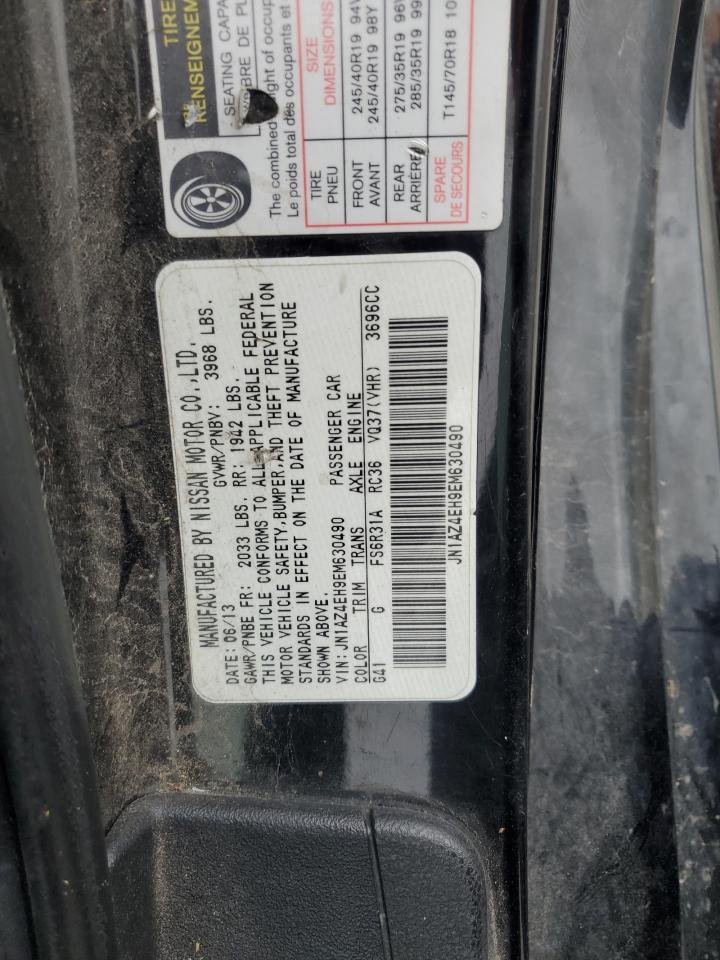 TIRE
RENSEIGNEM
SEATING CAPA
BRE DE PL
The combined weight of occup
Le poids total des occupants et
TIRE SIZE
PNEU DIMENSIONS
FRONT 245/40R19 94
AVANT 245/40R19 98Y
REAR 275/35R19 96
ARRIÈRE 285/35R19 99
SPARE T145/70R18 10
DE SECOURS
MANUFACTURED BY NISSAN MOTOR CO.,LTD.
DATE: 06/13 GVWR/PNBV: 3968 LBS.
GAWR/PNBE FR: 2033 LBS. RR: 1942 LBS.
THIS VEHICLE CONFORMS TO ALL APPLICABLE FEDERAL
MOTOR VEHICLE SAFETY,BUMPER,AND THEFT PREVENTION
STANDARDS IN EFFECT ON THE DATE OF MANUFACTURE
SHOWN ABOVE.
VIN: JN1AZ4EH9EM630490 PASSENGER CAR
COLOR TRIM TRANS AXLE ENGINE
G41 G FS6R31A RC36 VQ37(VHR) 3696CC
JN1AZ4EH9EM630490